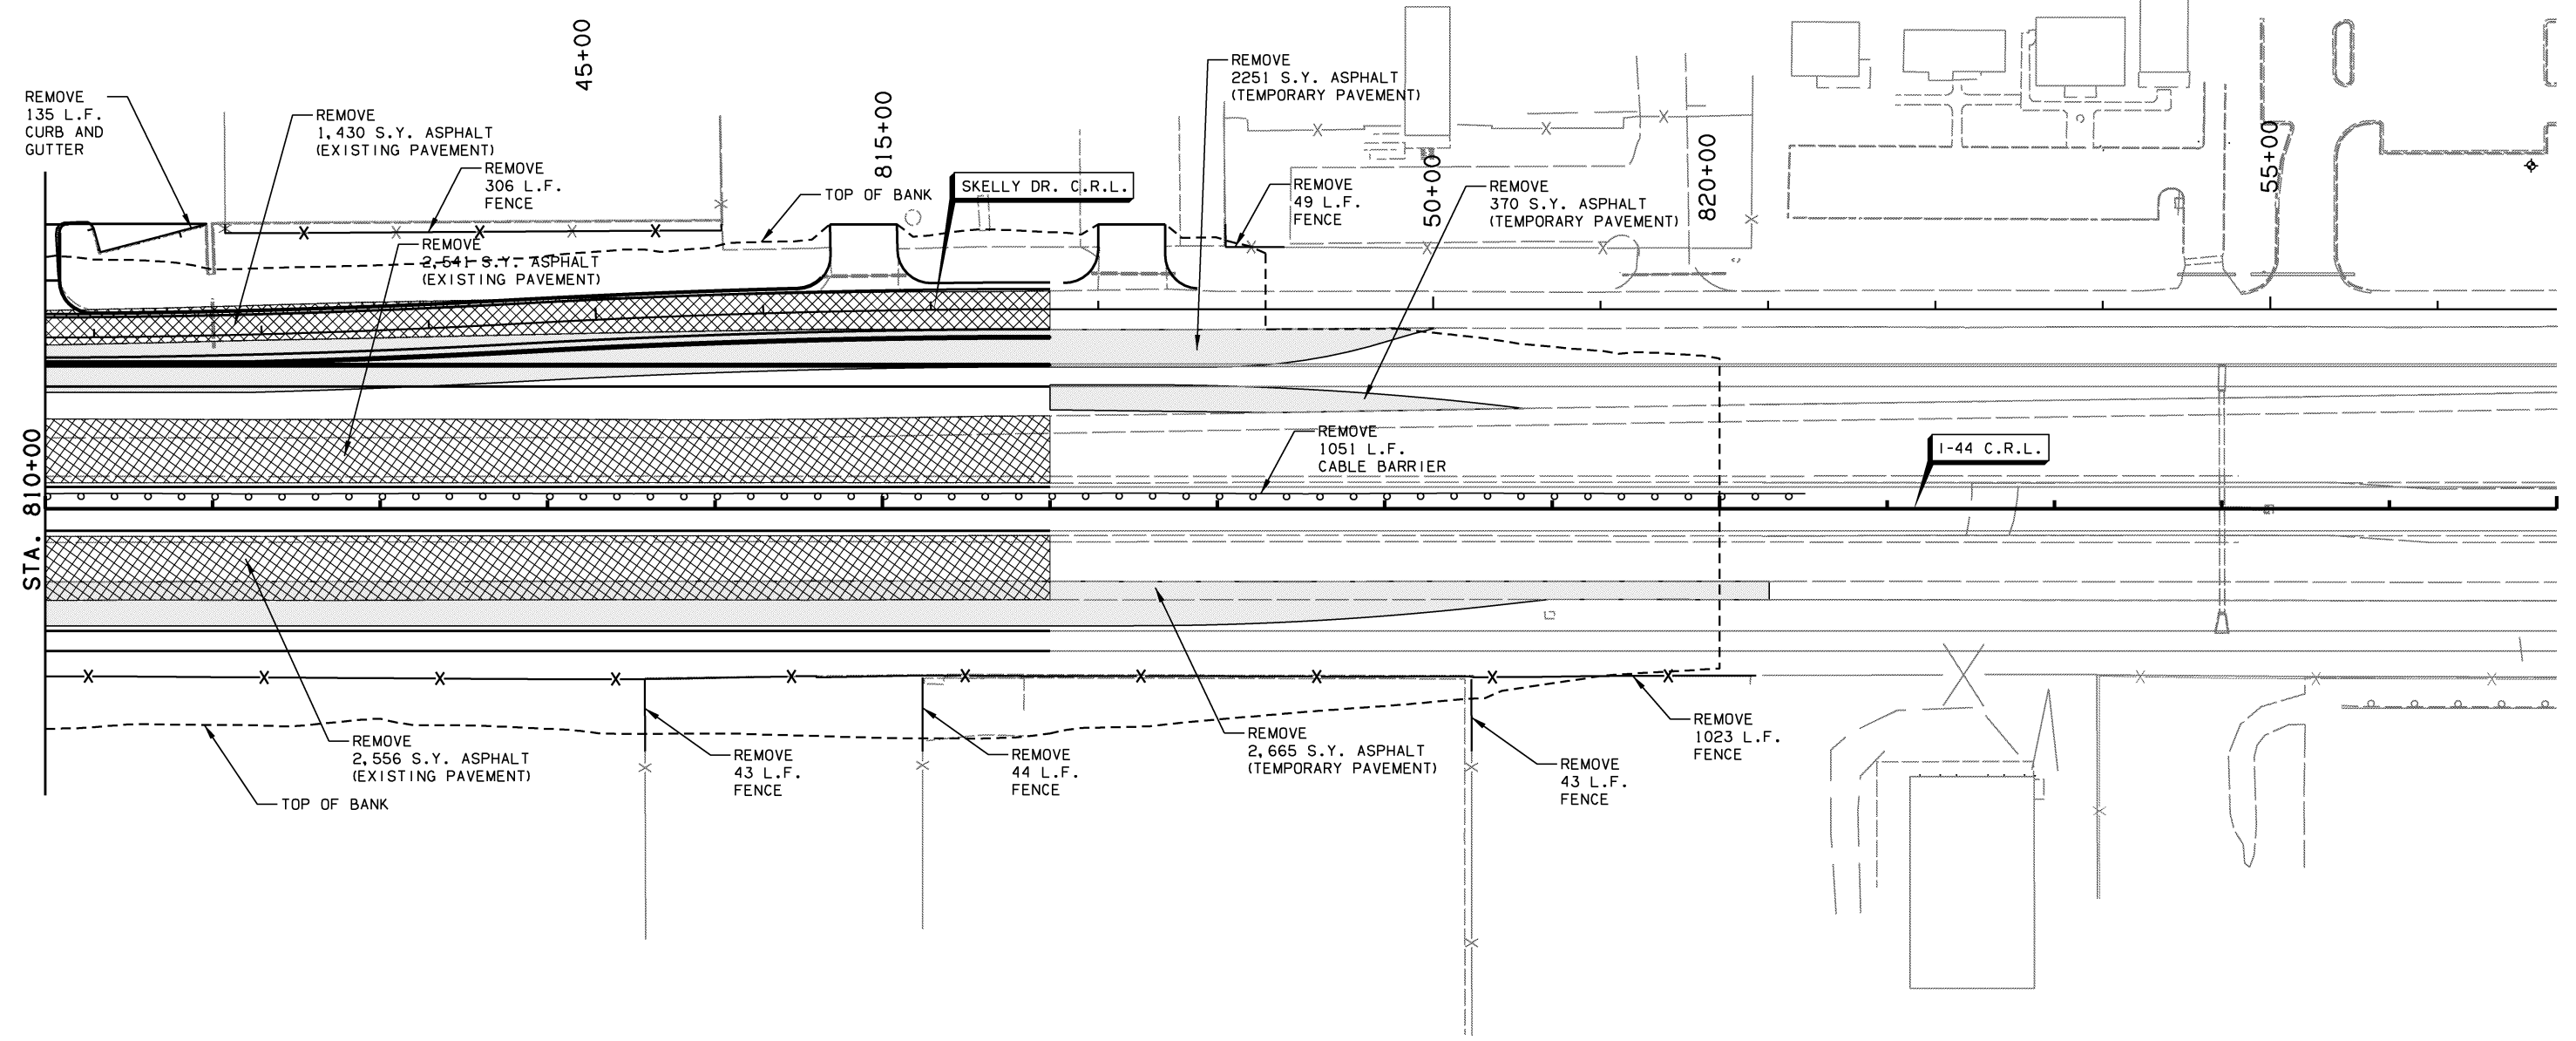 45+00
815+00
REMOVE
2251 S.Y. ASPHALT
(TEMPORARY PAVEMENT)
REMOVE
135 L.F.
CURB AND
GUTTER
REMOVE
1,430 S.Y. ASPHALT
(EXISTING PAVEMENT)
REMOVE
306 L.F.
FENCE
TOP OF BANK
SKELLY DR. C.R.L.
REMOVE
49 L.F.
FENCE
50+00
REMOVE
370 S.Y. ASPHALT
(TEMPORARY PAVEMENT)
820+00
55+00
REMOVE
2,541 S.Y. ASPHALT
(EXISTING PAVEMENT)
STA. 810+00
REMOVE
1051 L.F.
CABLE BARRIER
I-44 C.R.L.
REMOVE
2,556 S.Y. ASPHALT
(EXISTING PAVEMENT)
TOP OF BANK
REMOVE
43 L.F.
FENCE
REMOVE
44 L.F.
FENCE
REMOVE
2,665 S.Y. ASPHALT
(TEMPORARY PAVEMENT)
REMOVE
43 L.F.
FENCE
REMOVE
1023 L.F.
FENCE